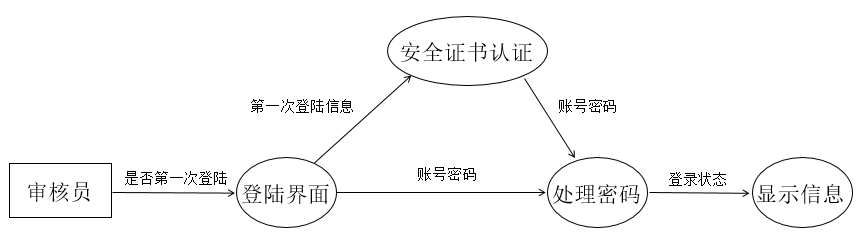 安全证书认证
第一次登陆信息
账号密码
审核员
是否第一次登陆
登陆界面
账号密码
处理密码
登录状态
显示信息